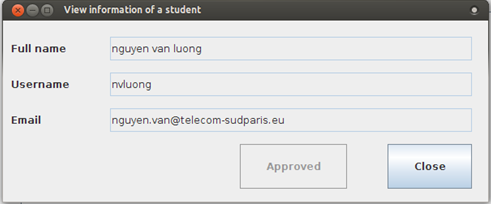 View information of a student
Full name nguyen van luong
Username nvluong
Email nguyen.van@telecom-sudparis.eu
Approved Close